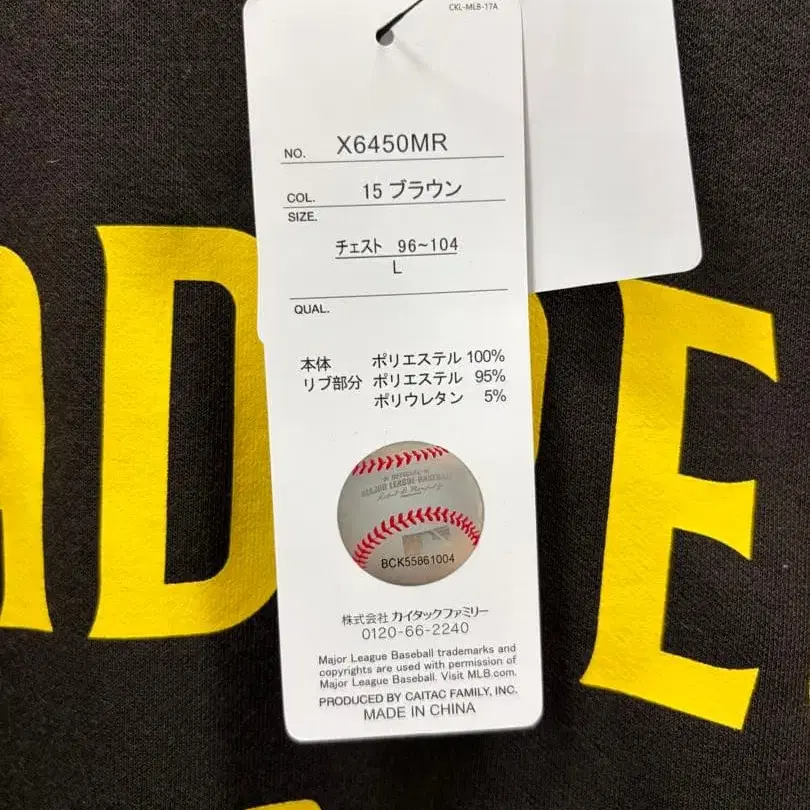 CKL-MLB-17A
NO. X6450MR
COL. 15 ブラウン
SIZE.
チェスト 96~104
L
QUAL.
本体 ポリエステル 100%
リブ部分 ポリエステル 95%
ポリウレタン 5%
MAJOR LEAGUE BASEBALL
BCK55861004
株式会社 カイタックファミリー
0120-66-2240
Major League Baseball trademarks and
copyrights are used with permission of
Major League Baseball. Visit MLB.com.
PRODUCED BY CAITAC FAMILY, INC.
MADE IN CHINA
AD
E